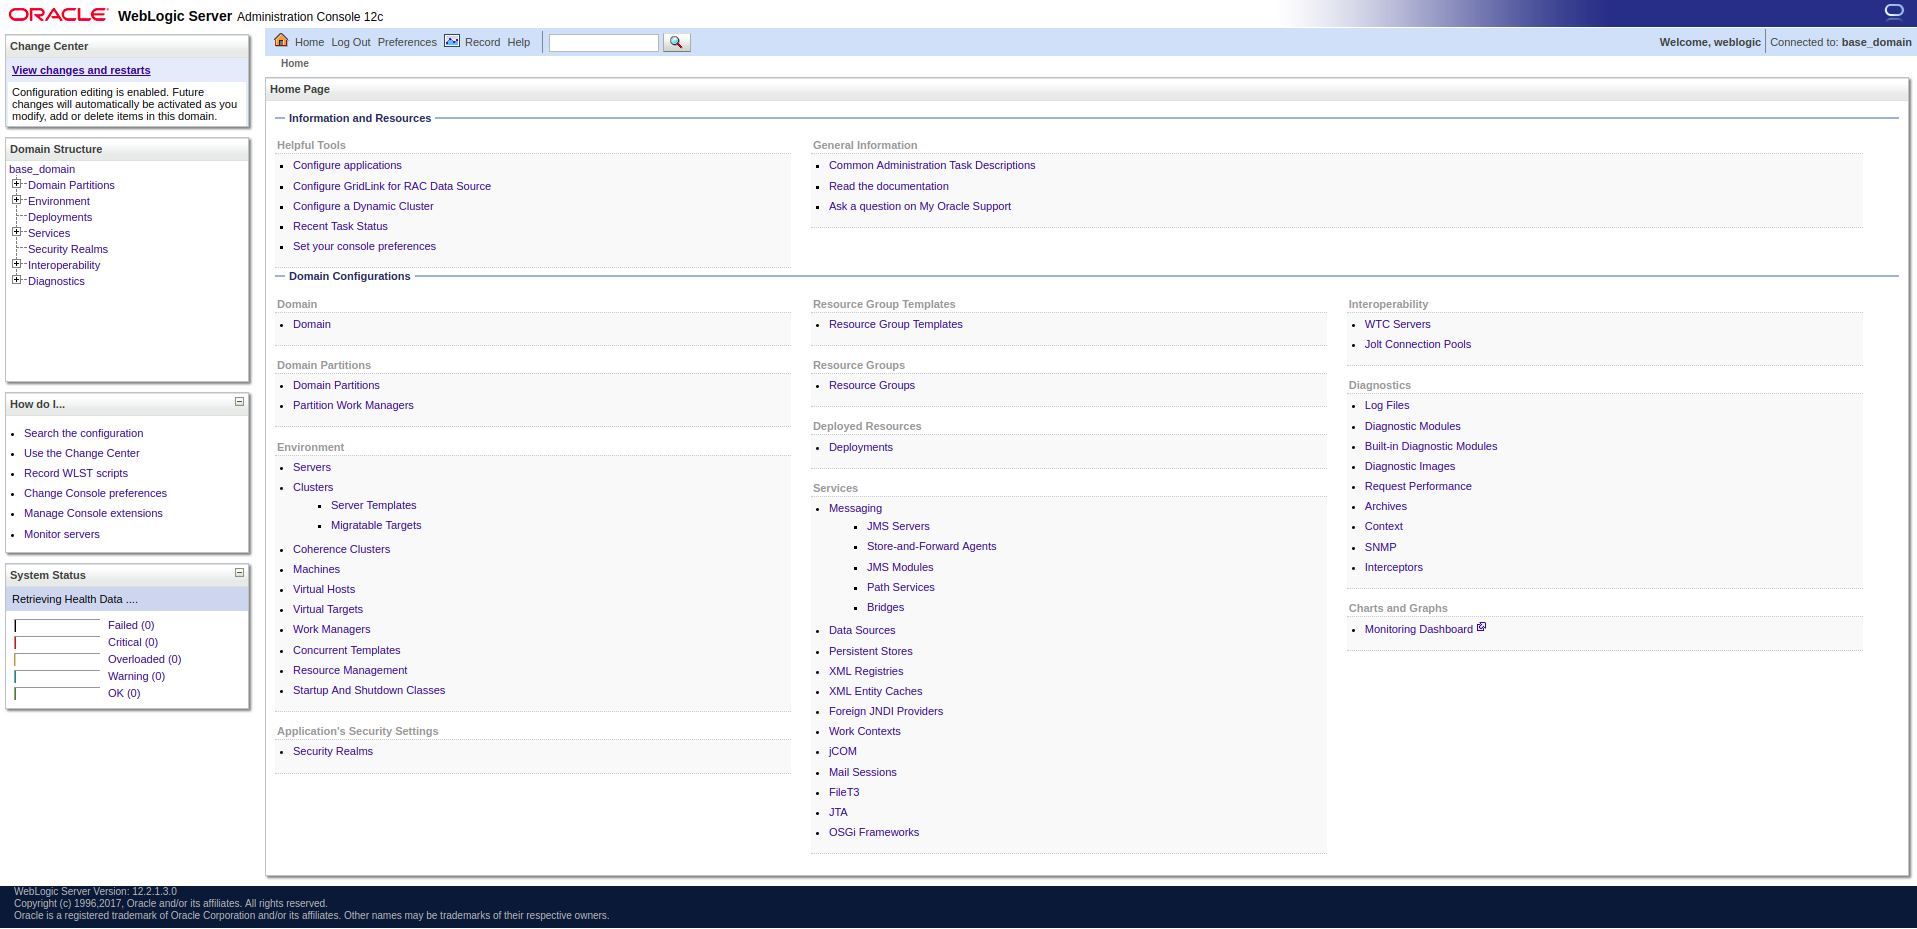 ORACLE WebLogic Server Administration Console 12c
Change Center
View changes and restarts
Configuration editing is enabled. Future
changes will automatically be activated as you
modify, add or delete items in this domain.
Domain Structure
base_domain
Domain Partitions
Environment
Deployments
Services
Security Realms
Interoperability
Diagnostics
How do I...
Search the configuration
Use the Change Center
Record WLST scripts
Change Console preferences
Manage Console extensions
Monitor servers
System Status
Retrieving Health Data ....
Failed (0)
Critical (0)
Overloaded (0)
Warning (0)
OK (0)
Home Log Out Preferences Record Help
Welcome, weblogic Connected to: base_domain
Home
Home Page
Information and Resources
Helpful Tools
Configure applications
Configure GridLink for RAC Data Source
Configure a Dynamic Cluster
Recent Task Status
Set your console preferences
General Information
Common Administration Task Descriptions
Read the documentation
Ask a question on My Oracle Support
Domain Configurations
Domain
Domain
Domain Partitions
Domain Partitions
Partition Work Managers
Environment
Servers
Clusters
Server Templates
Migratable Targets
Coherence Clusters
Machines
Virtual Hosts
Virtual Targets
Work Managers
Concurrent Templates
Resource Management
Startup And Shutdown Classes
Application's Security Settings
Security Realms
Resource Group Templates
Resource Group Templates
Resource Groups
Resource Groups
Deployed Resources
Deployments
Services
Messaging
JMS Servers
Store-and-Forward Agents
JMS Modules
Path Services
Bridges
Data Sources
Persistent Stores
XML Registries
XML Entity Caches
Foreign JNDI Providers
Work Contexts
jCOM
Mail Sessions
FileT3
JTA
OSGi Frameworks
Interoperability
WTC Servers
Jolt Connection Pools
Diagnostics
Log Files
Diagnostic Modules
Built-in Diagnostic Modules
Diagnostic Images
Request Performance
Archives
Context
SNMP
Interceptors
Charts and Graphs
Monitoring Dashboard
WebLogic Server Version: 12.2.1.3.0
Copyright (c) 1996,2017, Oracle and/or its affiliates. All rights reserved.
Oracle is a registered trademark of Oracle Corporation and/or its affiliates. Other names may be trademarks of their respective owners.